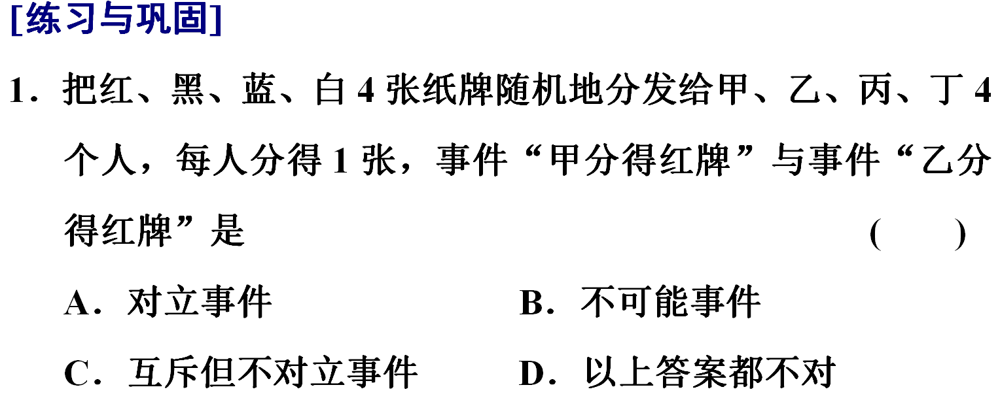 [练习与巩固]
1．把红、黑、蓝、白 4 张纸牌随机地分发给甲、乙、丙、丁 4
个人，每人分得 1 张，事件“甲分得红牌”与事件“乙分
得红牌”是 (　　)
A．对立事件 B．不可能事件
C．互斥但不对立事件 D．以上答案都不对